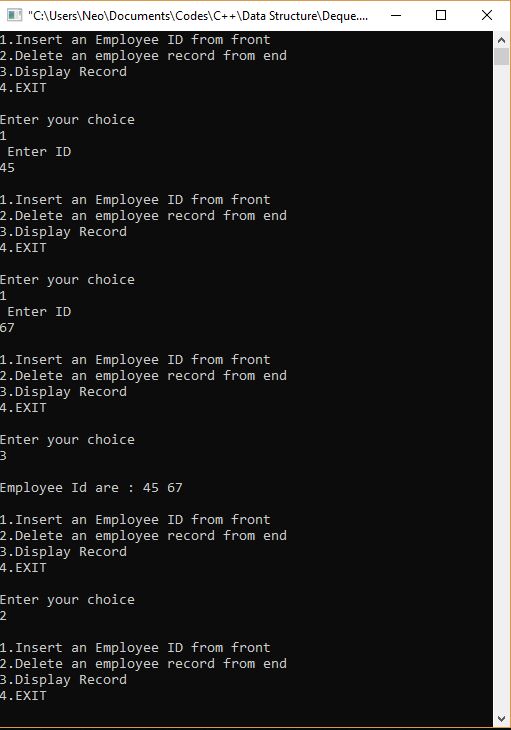 "C:\Users\Neo\Documents\Codes\C++\Data Structure\Deque....
1.Insert an Employee ID from front
2.Delete an employee record from end
3.Display Record
4.EXIT
Enter your choice
1
Enter ID
45
1.Insert an Employee ID from front
2.Delete an employee record from end
3.Display Record
4.EXIT
Enter your choice
1
Enter ID
67
1.Insert an Employee ID from front
2.Delete an employee record from end
3.Display Record
4.EXIT
Enter your choice
3
Employee Id are : 45 67
1.Insert an Employee ID from front
2.Delete an employee record from end
3.Display Record
4.EXIT
Enter your choice
2
1.Insert an Employee ID from front
2.Delete an employee record from end
3.Display Record
4.EXIT